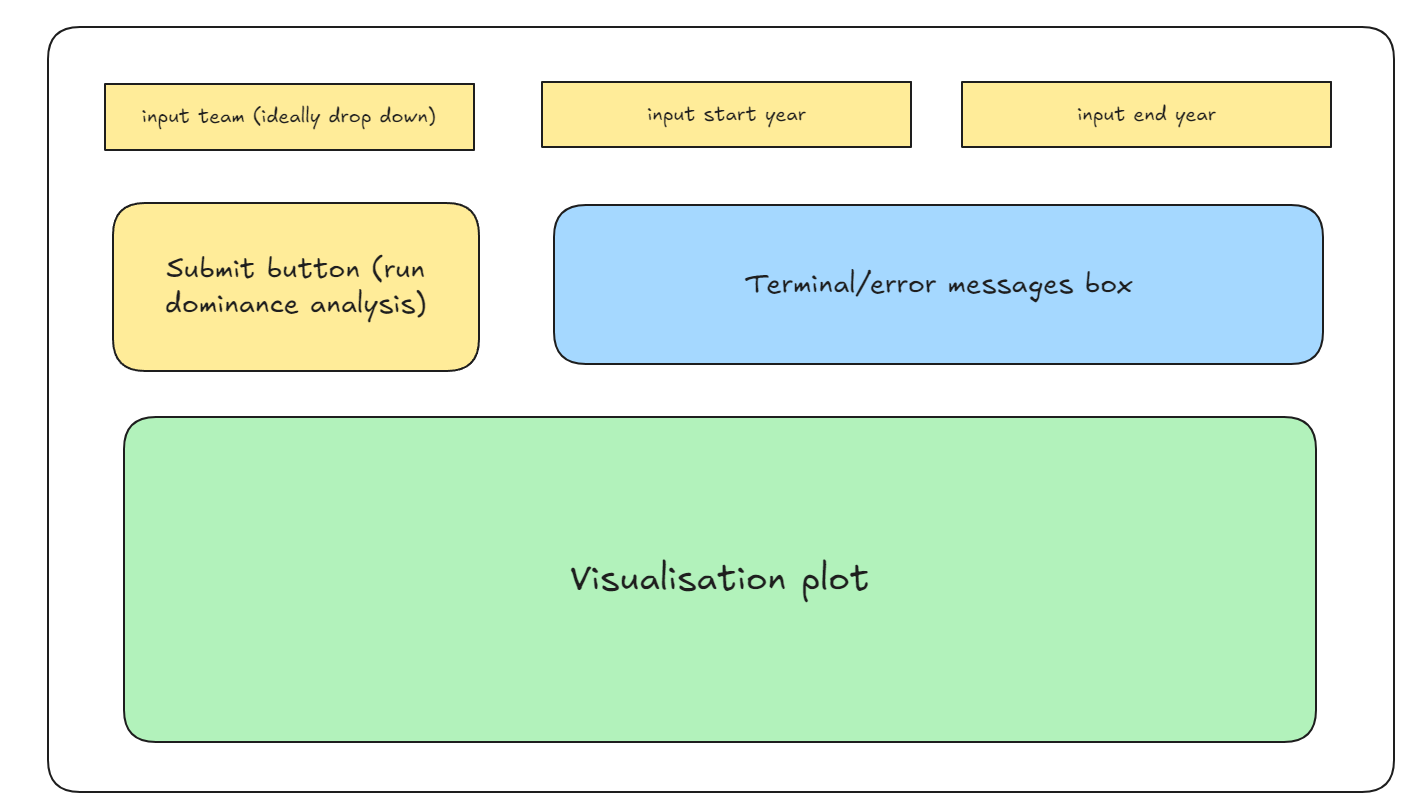 input team (ideally drop down)
input start year
input end year
Submit button (run
dominance analysis)
Terminal/error messages box
Visualisation plot